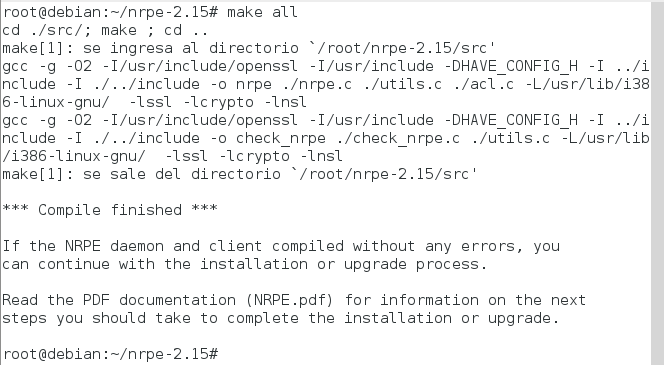 root@debian:~/nrpe-2.15# make all
cd ./src/; make ; cd ..
make[1]: se ingresa al directorio `/root/nrpe-2.15/src'
gcc -g -O2 -I/usr/include/openssl -I/usr/include -DHAVE_CONFIG_H -I ../i
nclude -I ./../include -o nrpe ./nrpe.c ./utils.c ./acl.c -L/usr/lib/i38
6-linux-gnu/  -lssl -lcrypto -lnsl
gcc -g -O2 -I/usr/include/openssl -I/usr/include -DHAVE_CONFIG_H -I ../i
nclude -I ./../include -o check_nrpe ./check_nrpe.c ./utils.c -L/usr/lib
/i386-linux-gnu/  -lssl -lcrypto -lnsl
make[1]: se sale del directorio `/root/nrpe-2.15/src'
*** Compile finished ***
If the NRPE daemon and client compiled without any errors, you
can continue with the installation or upgrade process.
Read the PDF documentation (NRPE.pdf) for information on the next
steps you should take to complete the installation or upgrade.
root@debian:~/nrpe-2.15#